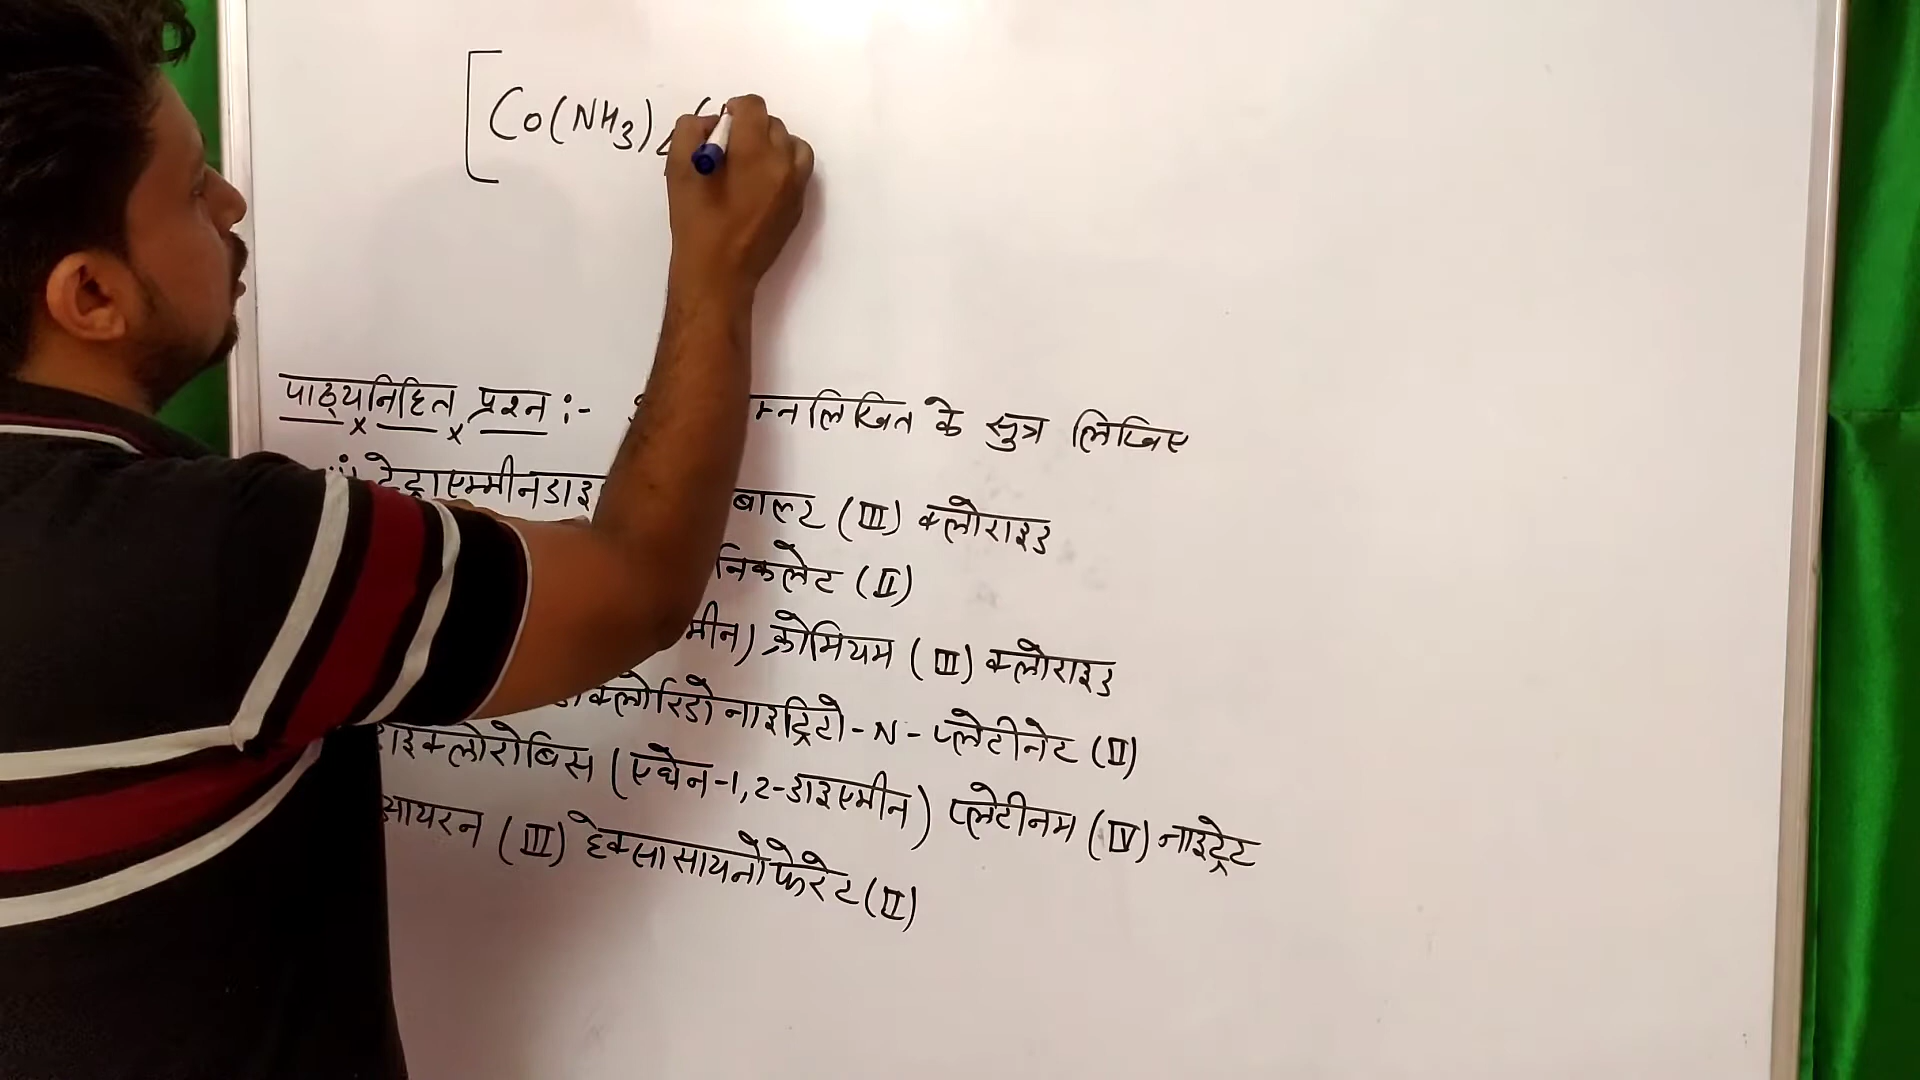 [Co(NH3)4(
पाठ्यनिहित प्रश्न :- म्नलिखित के सुत्र लिखिए
टेट्राएम्मीनडाइ बाल्ट (III) क्लोराइड
निकलेट (II)
मीन) क्रोमियम (III) क्लोराइड
क्लोरिडो नाइट्रिटो-N-प्लेटीनेट (II)
डाइक्लोरोबिस (एथेन-1,2-डाइएमीन) प्लेटीनम (IV) नाइट्रेट
आयरन (III) हेक्सासायनोफेरेट (II)